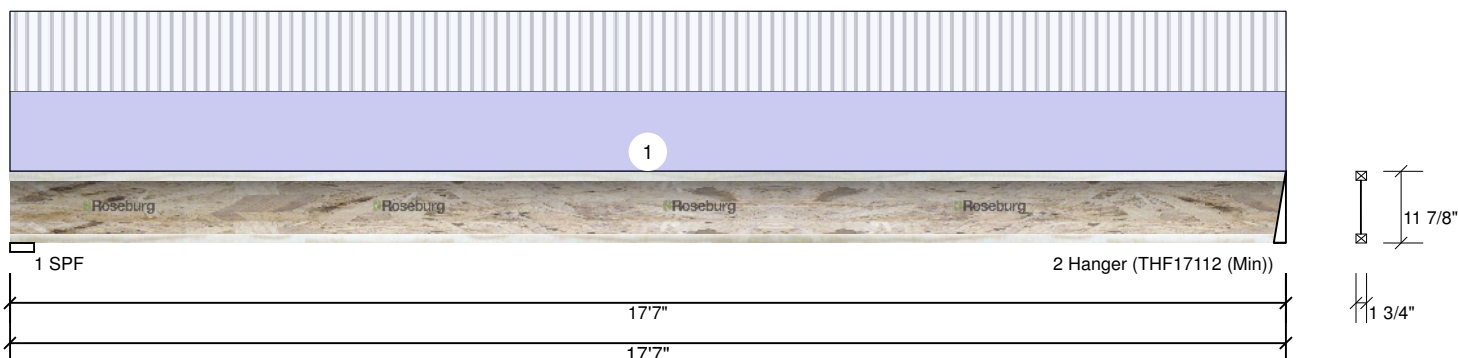 1
Roseburg Roseburg Roseburg Roseburg
11 7/8"
1 SPF
2 Hanger (THF17112 (Min))
17'7"
1 3/4"
17'7"